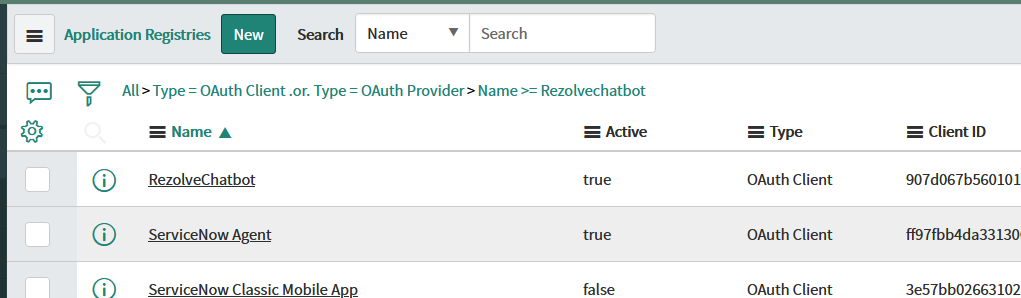 Application Registries New Search Name Search
All > Type = OAuth Client .or. Type = OAuth Provider > Name >= Rezolvechatbot
Name Active Type Client ID
RezolveChatbot true OAuth Client 907d067b560101
ServiceNow Agent true OAuth Client ff97fbb4da33130
ServiceNow Classic Mobile App false OAuth Client 3e57bb02663102